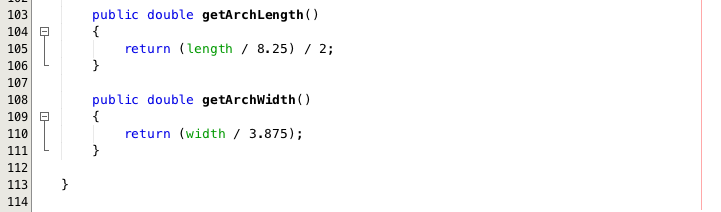 103 public double getArchLength()
104 {
105 return (length / 8.25) / 2;
106 }
107
108 public double getArchWidth()
109 {
110 return (width / 3.875);
111 }
112
113 }
114